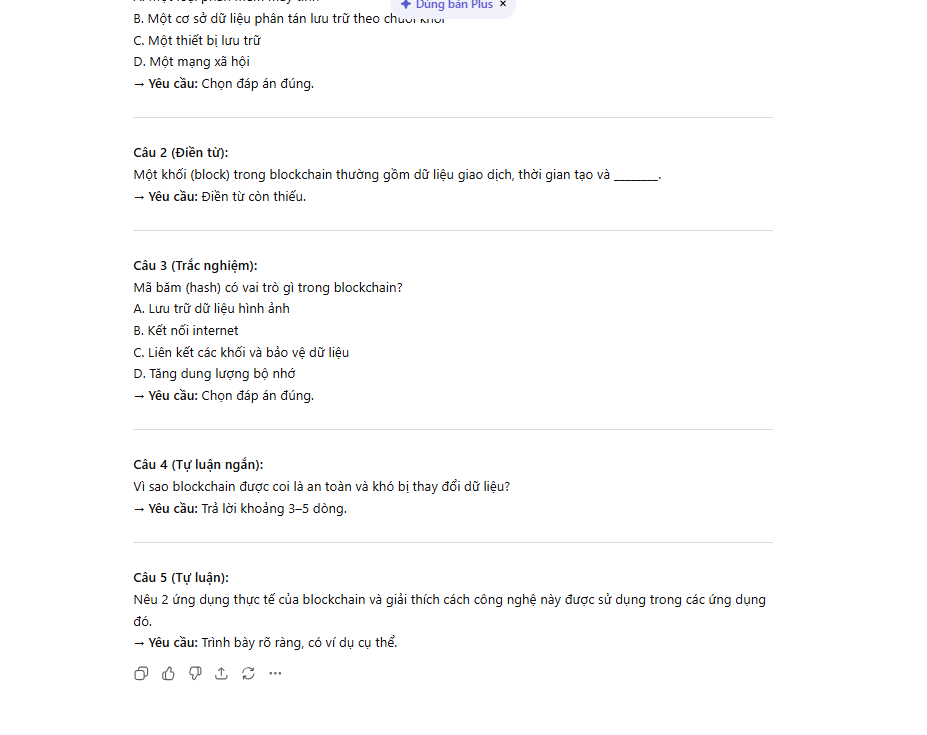 Dùng bản Plus ×
B. Một cơ sở dữ liệu phân tán lưu trữ theo chuỗi khối
C. Một thiết bị lưu trữ
D. Một mạng xã hội
→ Yêu cầu: Chọn đáp án đúng.
Câu 2 (Điền từ):
Một khối (block) trong blockchain thường gồm dữ liệu giao dịch, thời gian tạo và ________.
→ Yêu cầu: Điền từ còn thiếu.
Câu 3 (Trắc nghiệm):
Mã băm (hash) có vai trò gì trong blockchain?
A. Lưu trữ dữ liệu hình ảnh
B. Kết nối internet
C. Liên kết các khối và bảo vệ dữ liệu
D. Tăng dung lượng bộ nhớ
→ Yêu cầu: Chọn đáp án đúng.
Câu 4 (Tự luận ngắn):
Vì sao blockchain được coi là an toàn và khó bị thay đổi dữ liệu?
→ Yêu cầu: Trả lời khoảng 3–5 dòng.
Câu 5 (Tự luận):
Nêu 2 ứng dụng thực tế của blockchain và giải thích cách công nghệ này được sử dụng trong các ứng dụng
đó.
→ Yêu cầu: Trình bày rõ ràng, có ví dụ cụ thể.